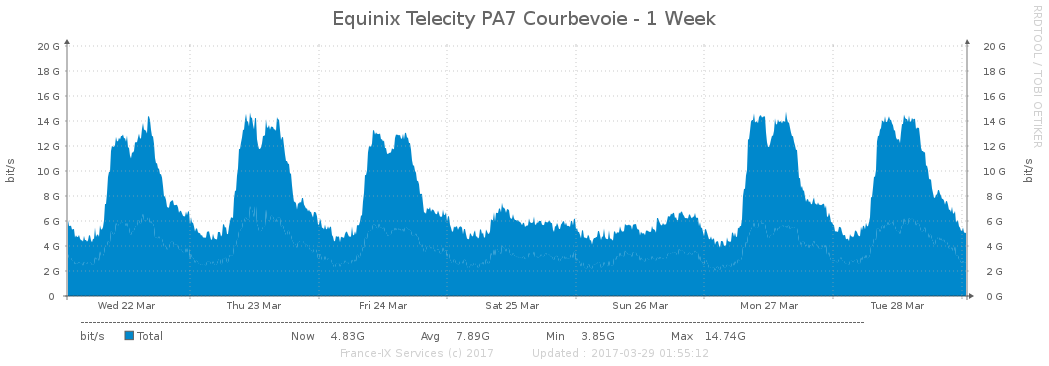 Equinix Telecity PA7 Courbevoie - 1 Week
RRDTOOL / TOBI OETIKER
bit/s
20 G
18 G
16 G
14 G
12 G
10 G
8 G
6 G
4 G
2 G
0
20 G
18 G
16 G
14 G
12 G
10 G
8 G
6 G
4 G
2 G
0 G
bit/s
Wed 22 Mar Thu 23 Mar Fri 24 Mar Sat 25 Mar Sun 26 Mar Mon 27 Mar Tue 28 Mar
bit/s Total Now 4.83G Avg 7.89G Min 3.85G Max 14.74G
France-IX Services (c) 2017 Updated : 2017-03-29 01:55:12